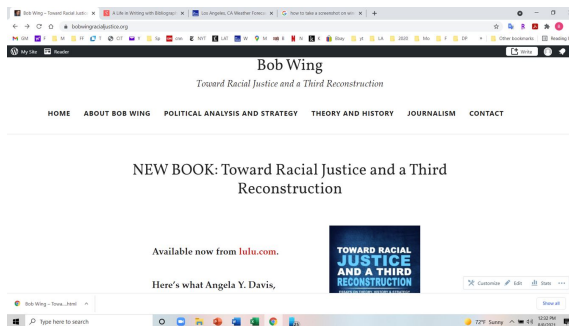 Bob Wing – Toward Racial Justic
A Life in Writing with Bibliograp
Los Angeles, CA Weather Foreca
How to take a screenshot on win
bobwingracialjustice.org
Other bookmarks
Reading l
My Site
Reader
Write
Bob Wing
Toward Racial Justice and a Third Reconstruction
HOME ABOUT BOB WING POLITICAL ANALYSIS AND STRATEGY THEORY AND HISTORY JOURNALISM CONTACT
NEW BOOK: Toward Racial Justice and a Third
Reconstruction
Available now from lulu.com.
Here's what Angela Y. Davis,
TOWARD RACIAL
JUSTICE
AND A THIRD
RECONSTRUCTION
Customize Edit Stats
Bob Wing – Towa....html
Show all
Type here to search
72°F Sunny
12:32 PM